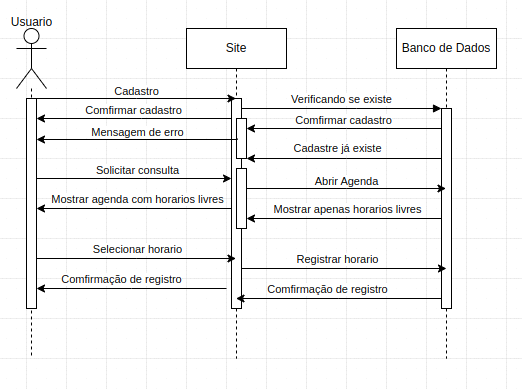 Usuario
Site
Banco de Dados
Cadastro
Verificando se existe
Comfirmar cadastro
Comfirmar cadastro
Mensagem de erro
Cadastre já existe
Solicitar consulta
Abrir Agenda
Mostrar agenda com horarios livres
Mostrar apenas horarios livres
Selecionar horario
Registrar horario
Comfirmação de registro
Comfirmação de registro